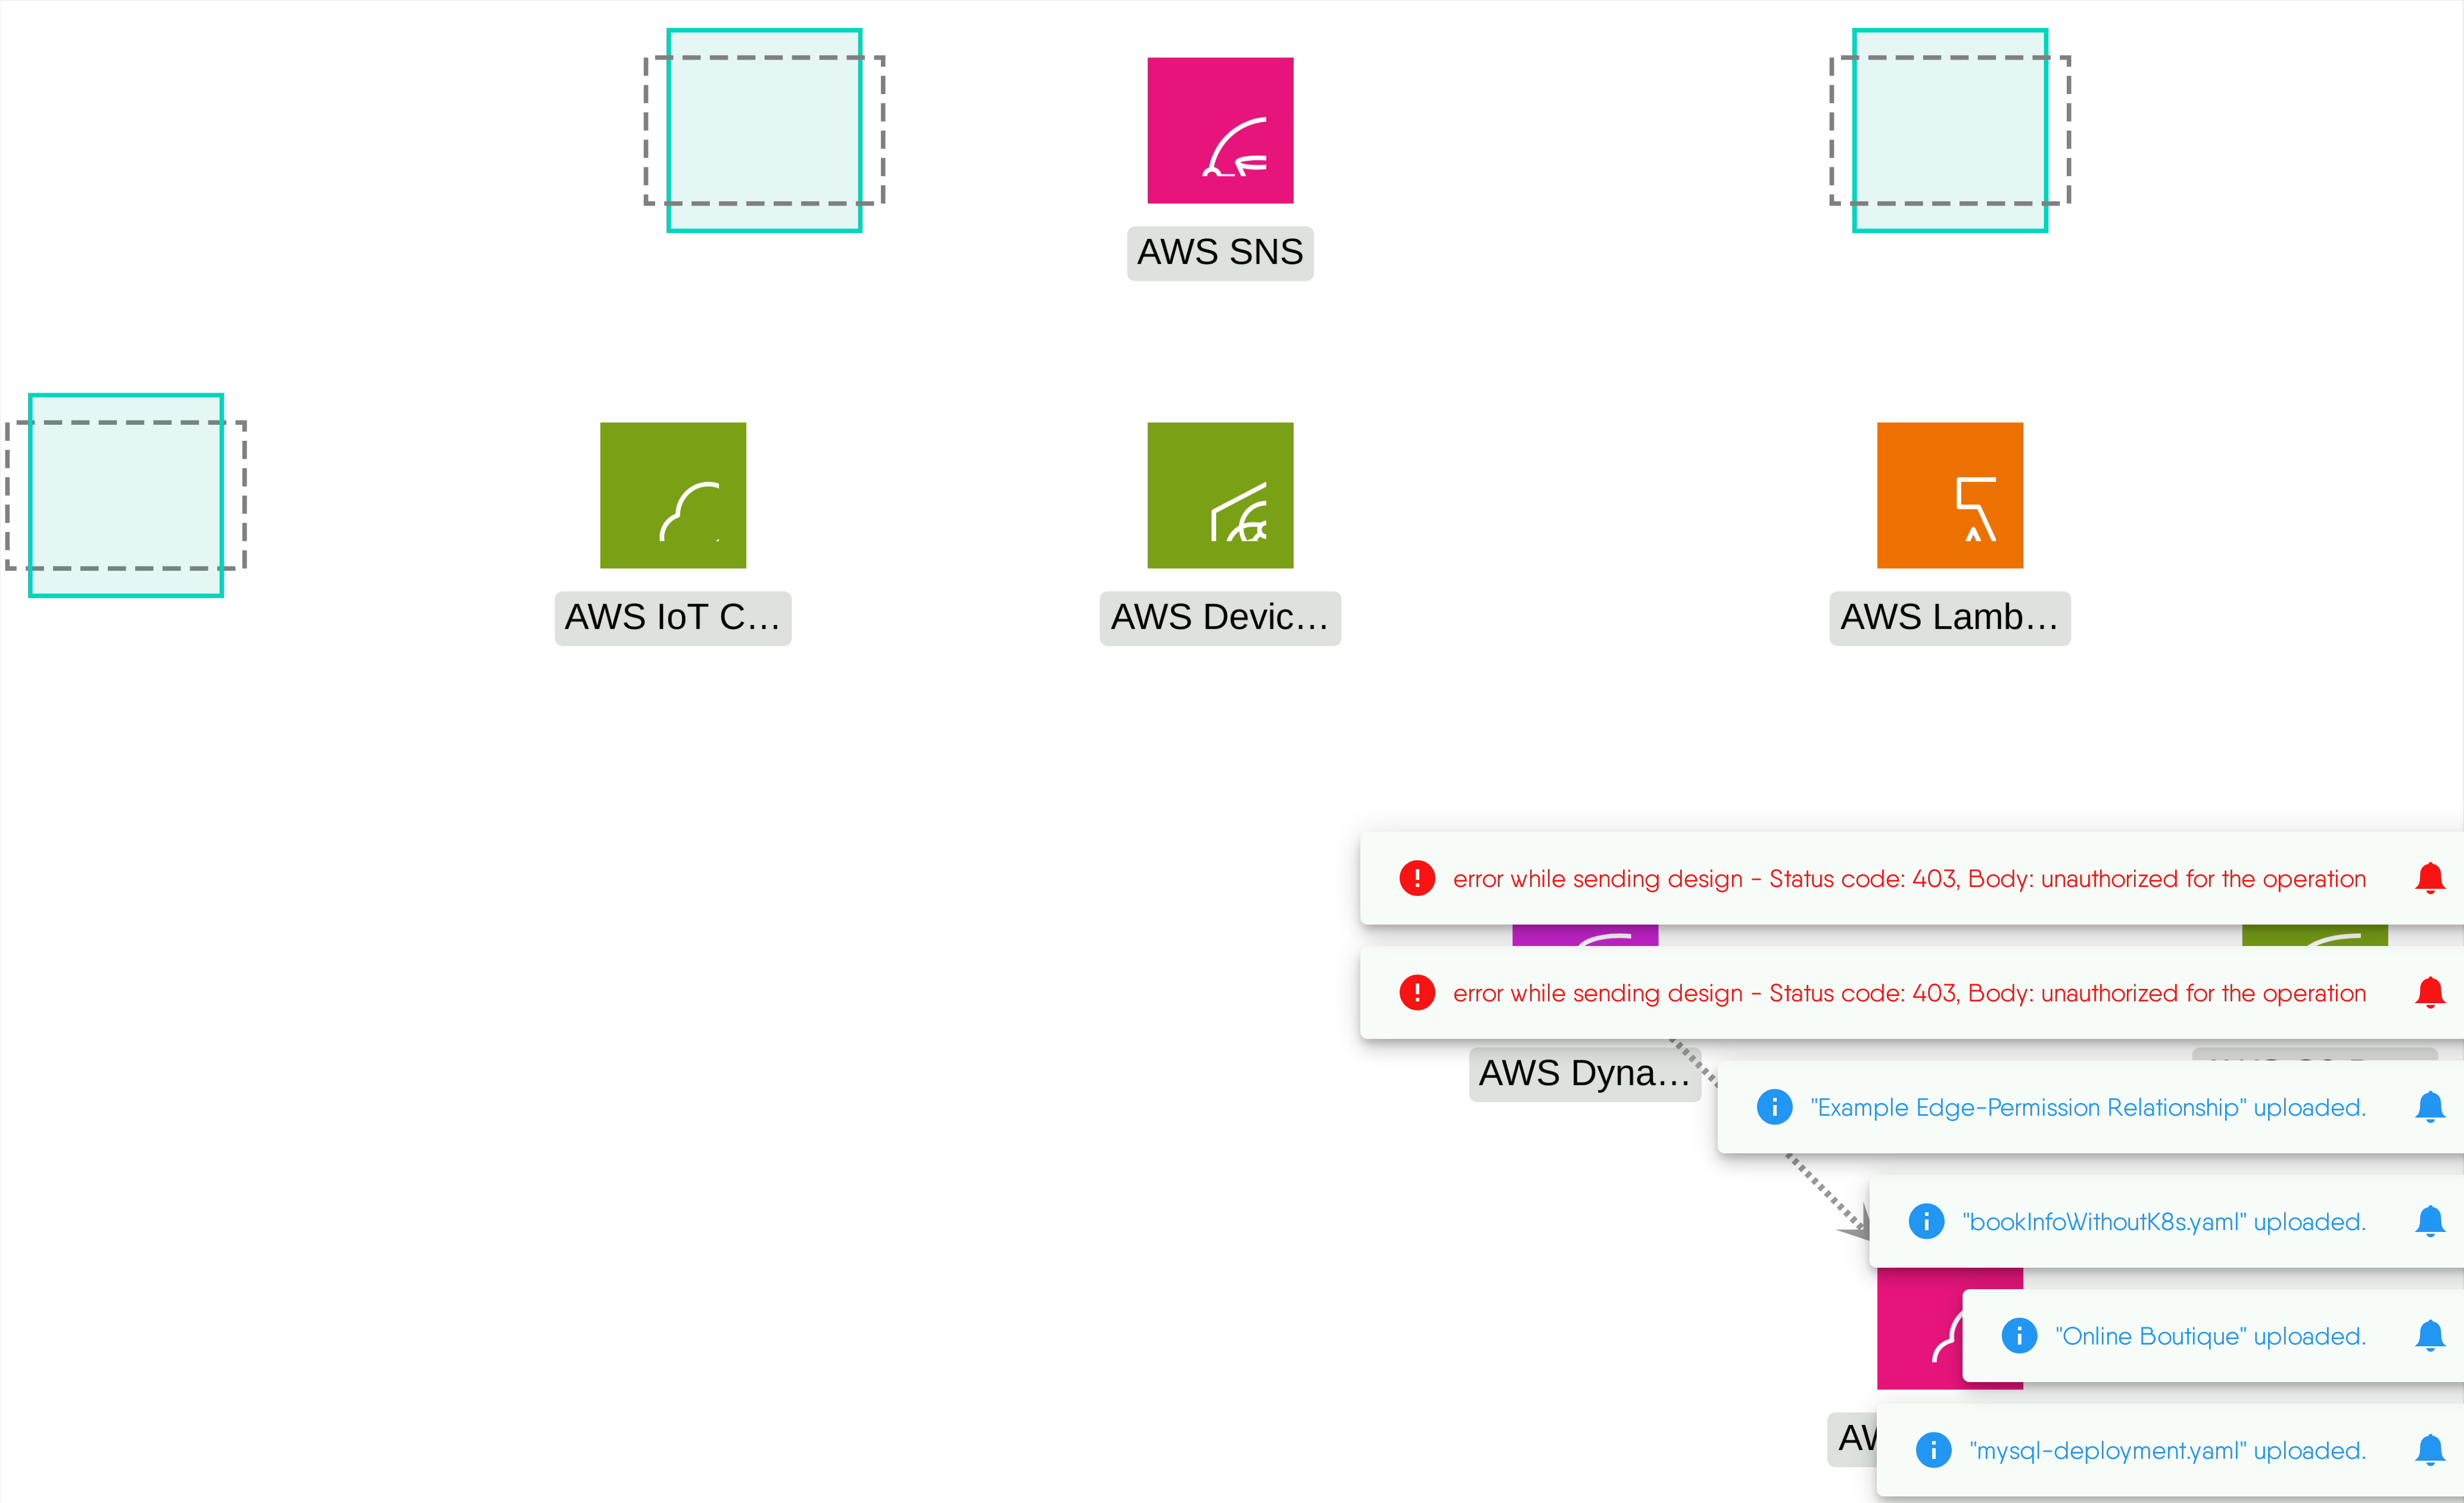 AWS SNS
AWS IoT C…
AWS Devic…
AWS Lamb…
error while sending design - Status code: 403, Body: unauthorized for the operation
error while sending design - Status code: 403, Body: unauthorized for the operation
AWS Dyna…
"Example Edge-Permission Relationship" uploaded.
"bookInfoWithoutK8s.yaml" uploaded.
"Online Boutique" uploaded.
"mysql-deployment.yaml" uploaded.